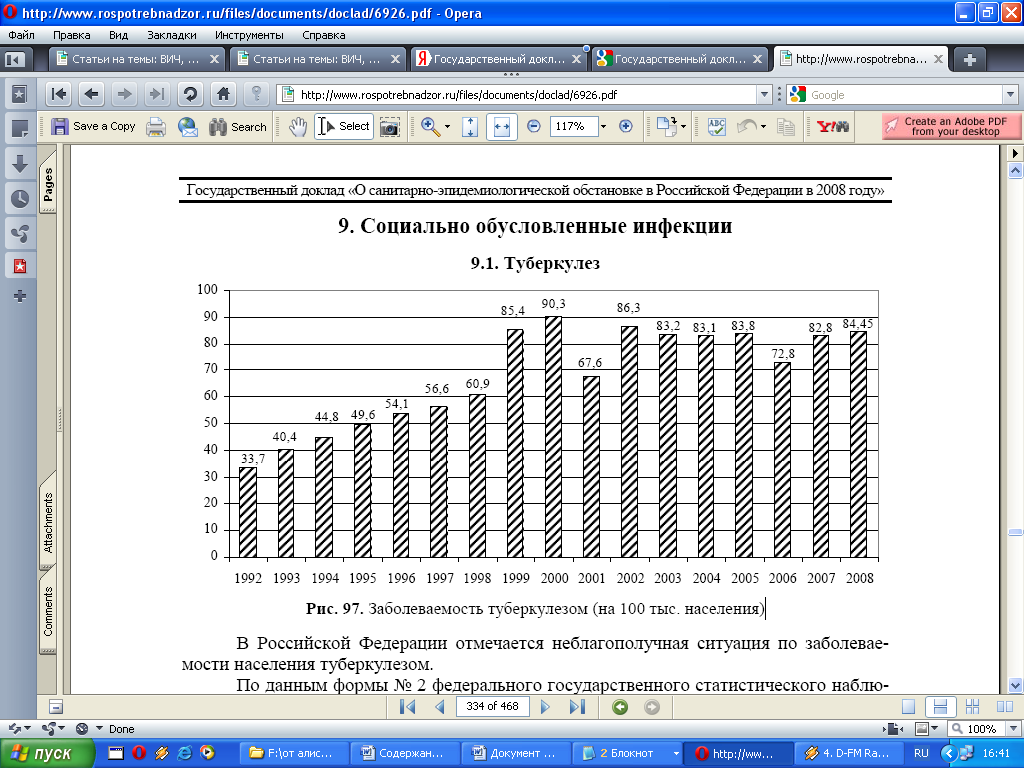 http://www.rospotrebnadzor.ru/files/documents/doclad/6926.pdf - Opera
Файл Правка Вид Закладки Инструменты Справка
Статьи на темы: ВИЧ, ... Статьи на темы: ВИЧ, ... Государственный докл... Государственный докл... http://www.rospotrebna...
http://www.rospotrebnadzor.ru/files/documents/doclad/6926.pdf Google
Save a Copy Search Select 117% Y! Create an Adobe PDF
from your desktop
Pages
Attachments
Comments
Государственный доклад «О санитарно-эпидемиологической обстановке в Российской Федерации в 2008 году»
9. Социально обусловленные инфекции
9.1. Туберкулез
100
90
80
70
60
50
40
30
20
10
0
33,7 40,4 44,8 49,6 54,1 56,6 60,9 85,4 90,3 67,6 86,3 83,2 83,1 83,8 72,8 82,8 84,45
1992 1993 1994 1995 1996 1997 1998 1999 2000 2001 2002 2003 2004 2005 2006 2007 2008
Рис. 97. Заболеваемость туберкулезом (на 100 тыс. населения)
В Российской Федерации отмечается неблагополучная ситуация по заболевае-
мости населения туберкулезом.
По данным формы № 2 федерального государственного статистического наблю-
334 of 468
Done 100%
пуск F:\от алис... Содержан... Документ ... 2 Блокнот http://ww... 4. D-FM Ra... RU 16:41